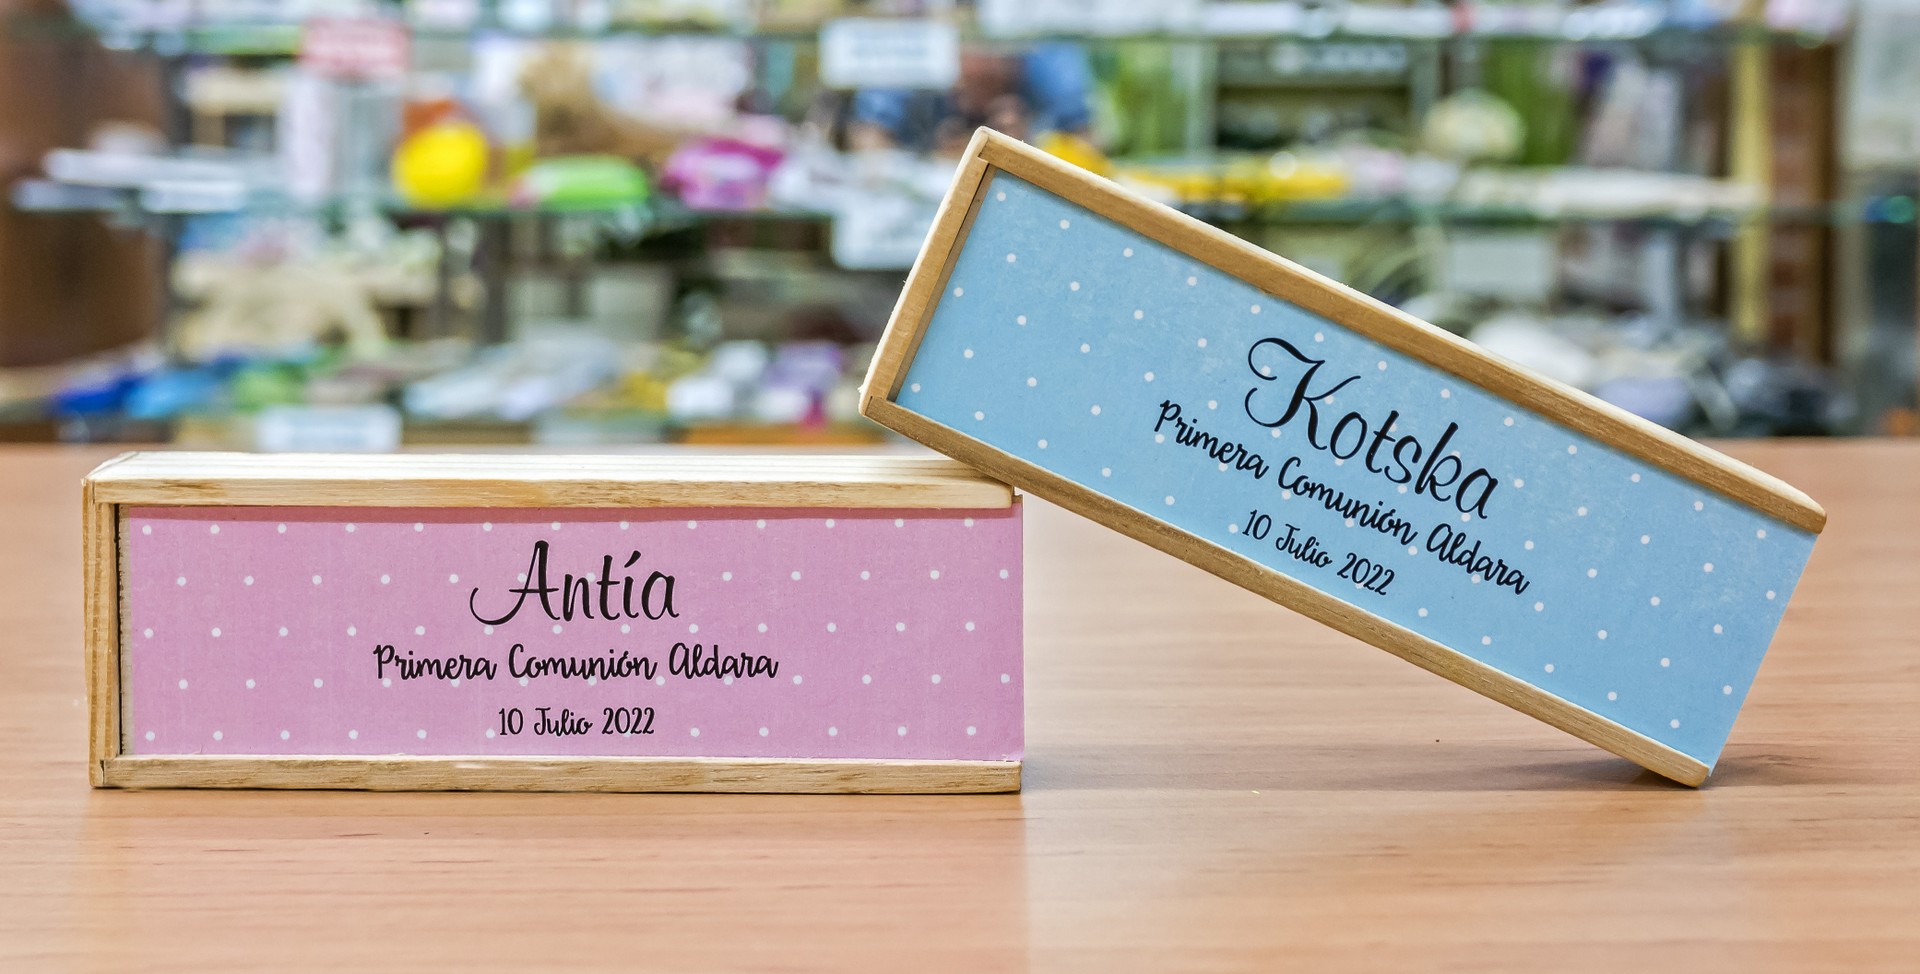 Antía
Primera Comunión Aldara
10 Julio 2022
Kotska
Primera Comunión Aldara
10 Julio 2022